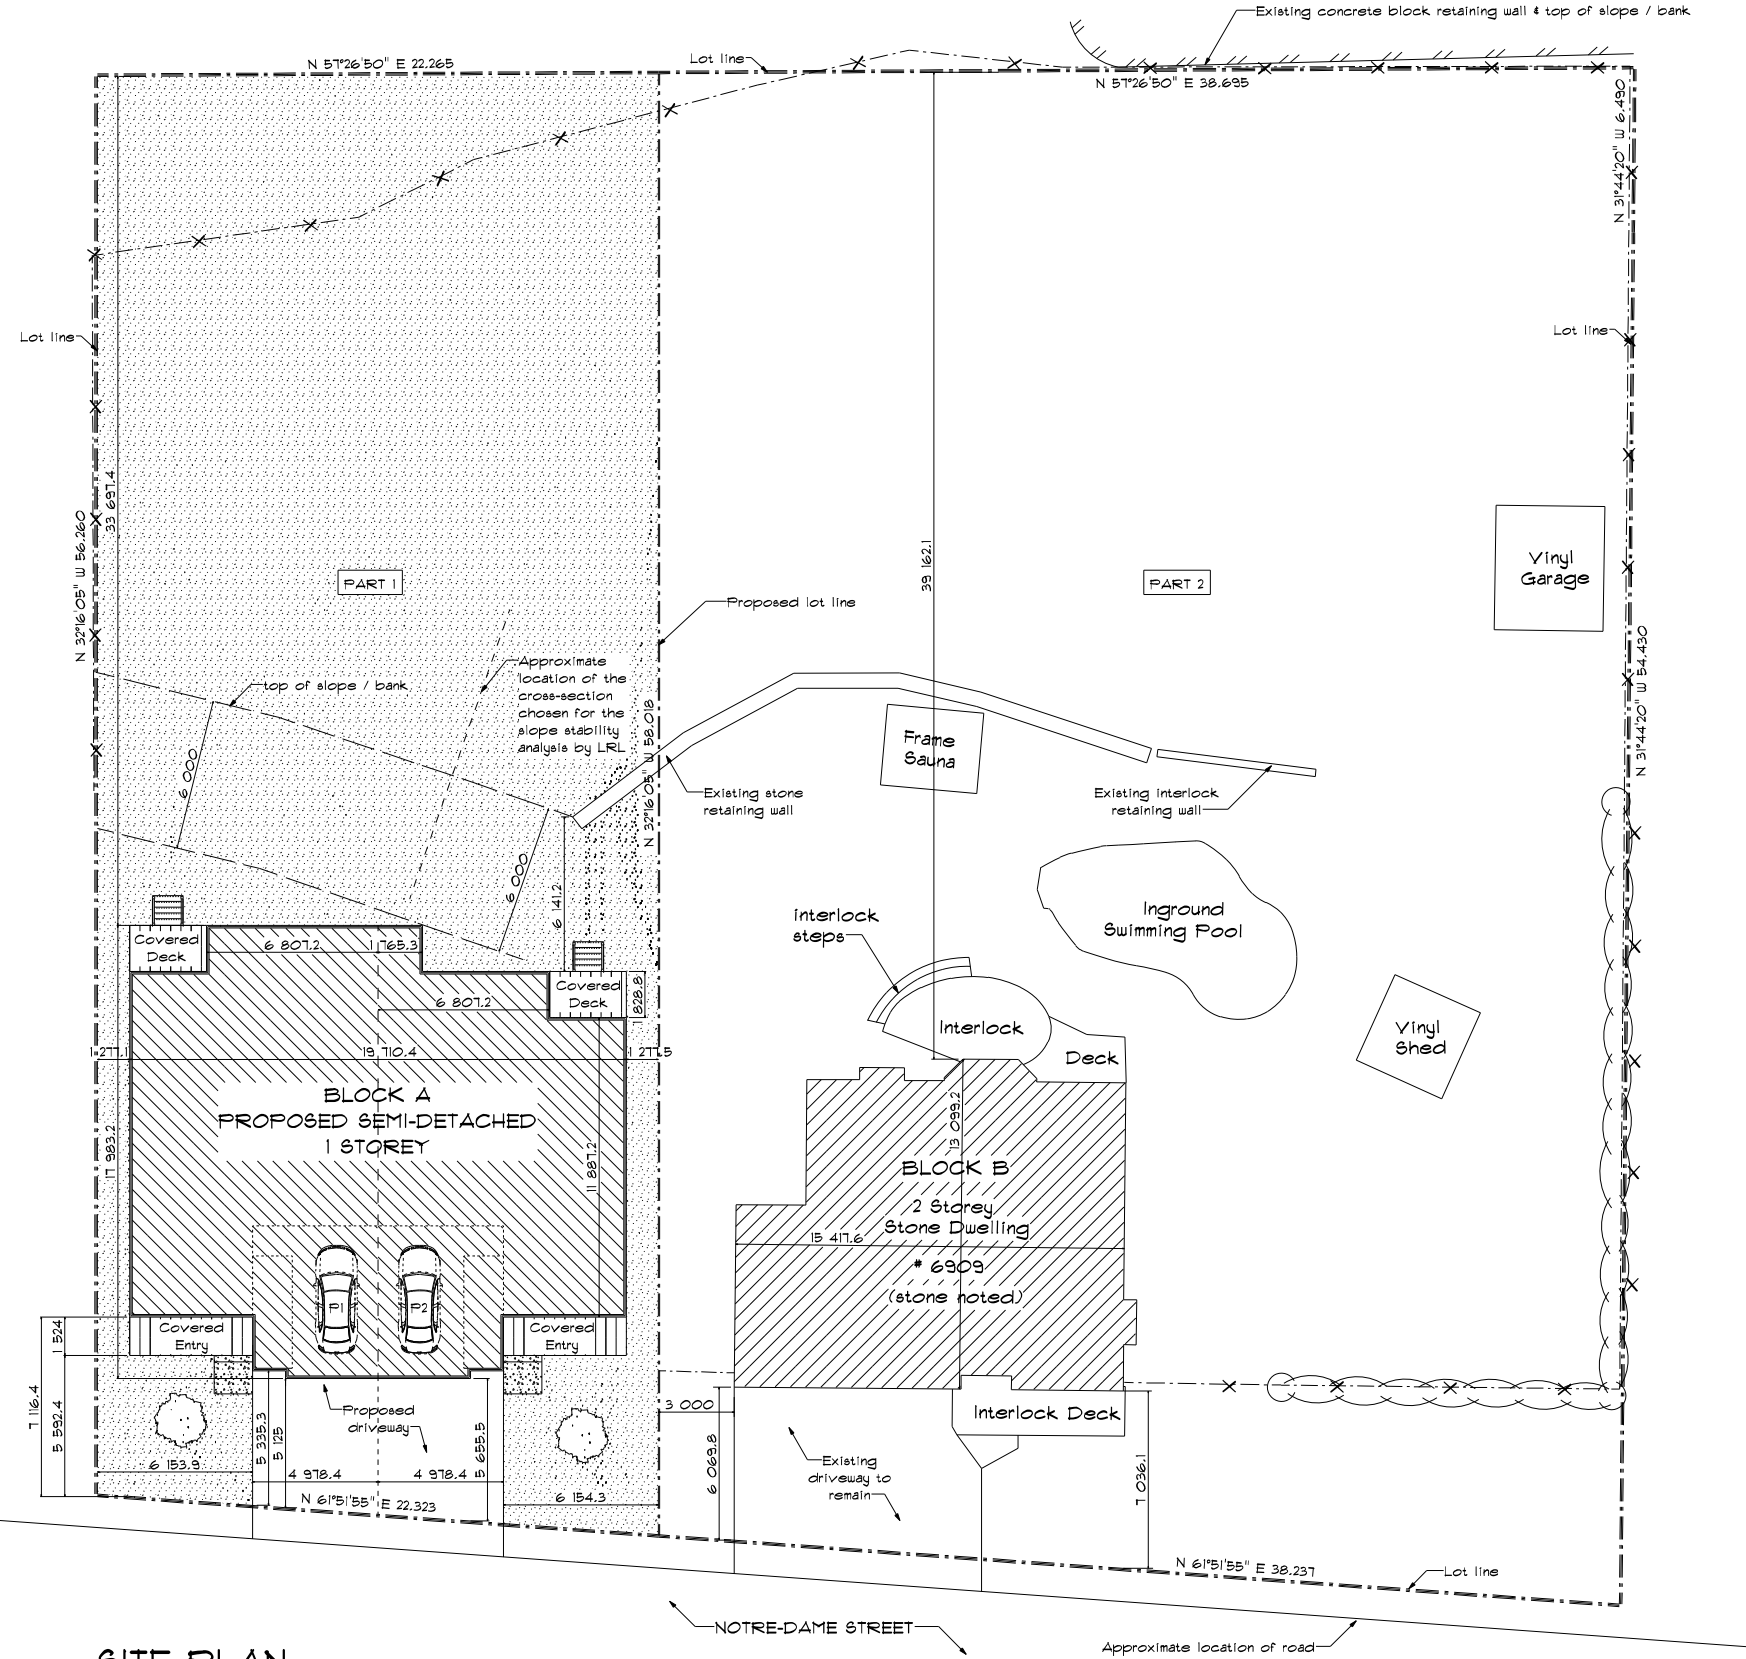 Existing concrete block retaining wall & top of slope / bank
N 57°26'50" E 22.265
Lot line
N 57°26'50" E 38.695
N 31°44'20" W 6.490
Lot line
Lot line
33 697.4
N 32°16'05" W 56.260
39 162.1
PART 1
PART 2
Vinyl
Garage
Proposed lot line
Approximate
location of the
cross-section
chosen for the
slope stability
analysis by LRL
top of slope / bank
N 32°16'05" W 58.018
N 31°44'20" W 54.430
6 000
Frame
Sauna
Existing stone
retaining wall
Existing interlock
retaining wall
6 000
6 141.2
interlock
steps
Inground
Swimming Pool
Covered
Deck
6 807.2
1 765.3
Covered
Deck
6 807.2
1 828.8
Interlock
Deck
Vinyl
Shed
1 277.1
19 710.4
1 277.5
BLOCK A
PROPOSED SEMI-DETACHED
1 STOREY
17 983.2
11 887.2
13 099.2
BLOCK B
2 Storey
Stone Dwelling
15 417.6
# 6909
(stone noted)
P1
P2
Covered
Entry
Covered
Entry
1 524
7 116.4
5 592.4
Proposed
driveway
5 335.3
5 125
5 655.5
3 000
Interlock Deck
6 153.9
4 978.4
4 978.4
6 154.3
6 069.8
Existing
driveway to
remain
7 036.1
N 61°51'55" E 22.323
N 61°51'55" E 38.237
Lot line
NOTRE-DAME STREET
Approximate location of road
SITE PLAN